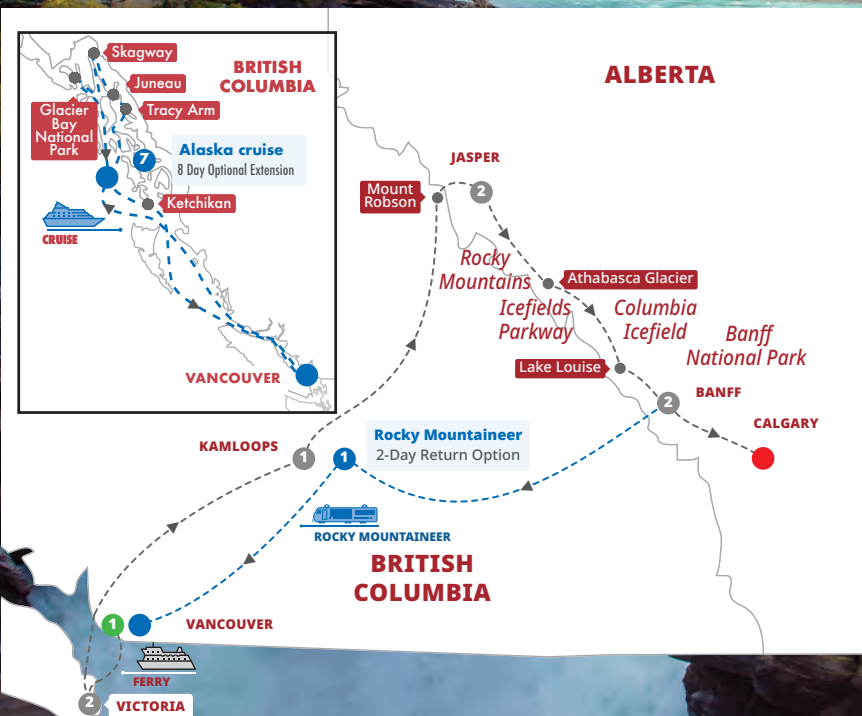 Skagway
BRITISH
COLUMBIA
Juneau
Tracy Arm
Glacier
Bay
National
Park
7
Alaska cruise
8 Day Optional Extension
Ketchikan
CRUISE
VANCOUVER
ALBERTA
JASPER
2
Mount
Robson
Rocky
Mountains
Athabasca Glacier
Icefields
Parkway
Columbia
Icefield
Banff
National Park
Lake Louise
BANFF
2
CALGARY
KAMLOOPS
1
1
Rocky Mountaineer
2-Day Return Option
ROCKY MOUNTAINEER
BRITISH
COLUMBIA
1
VANCOUVER
FERRY
2
VICTORIA